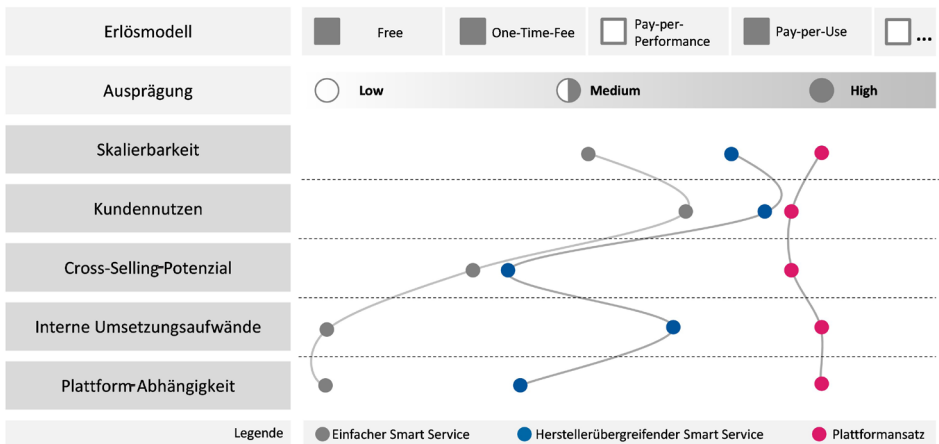 Erlösmodell
Free
One-Time-Fee
Pay-per-
Performance
Pay-per-Use
...
Ausprägung
Low
Medium
High
Skalierbarkeit
Kundennutzen
Cross-Selling-Potenzial
Interne Umsetzungsaufwände
Plattform-Abhängigkeit
Legende
Einfacher Smart Service
Herstellerübergreifender Smart Service
Plattformansatz